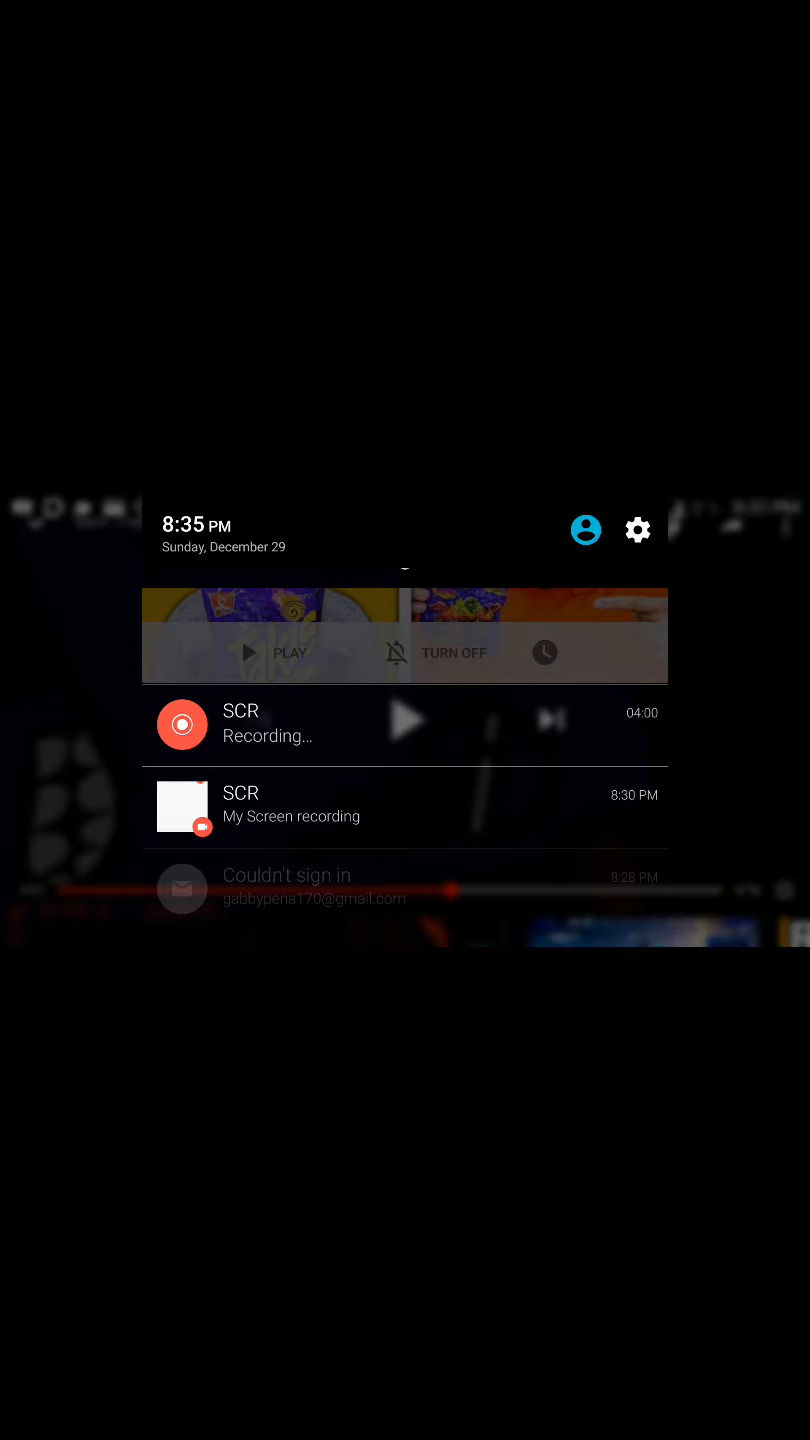 8:35 PM
Sunday, December 29
PLAY
TURN OFF
SCR
04:00
Recording...
SCR
8:30 PM
My Screen recording
Couldn't sign in
8:28 PM
gabbypena170@gmail.com